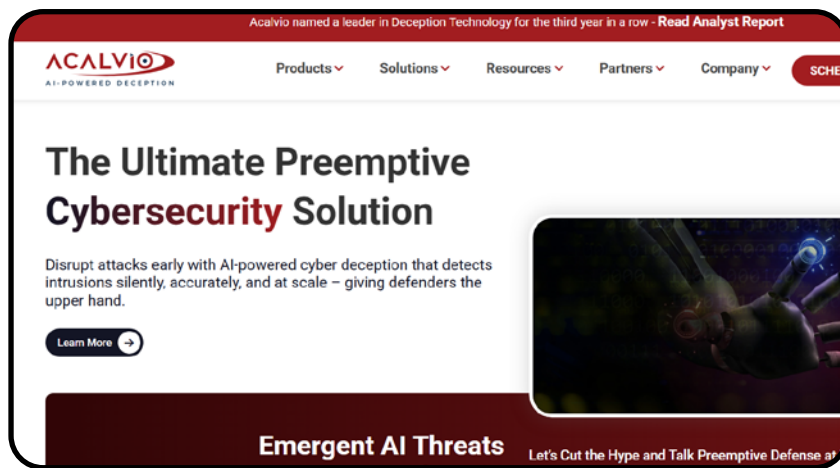 Acalvio named a leader in Deception Technology for the third year in a row - Read Analyst Report
ACALVIO
AI-POWERED DECEPTION
Products Solutions Resources Partners Company SCHE
The Ultimate Preemptive
Cybersecurity Solution
Disrupt attacks early with AI-powered cyber deception that detects
intrusions silently, accurately, and at scale – giving defenders the
upper hand.
Learn More
Emergent AI Threats
Let's Cut the Hype and Talk Preemptive Defense a